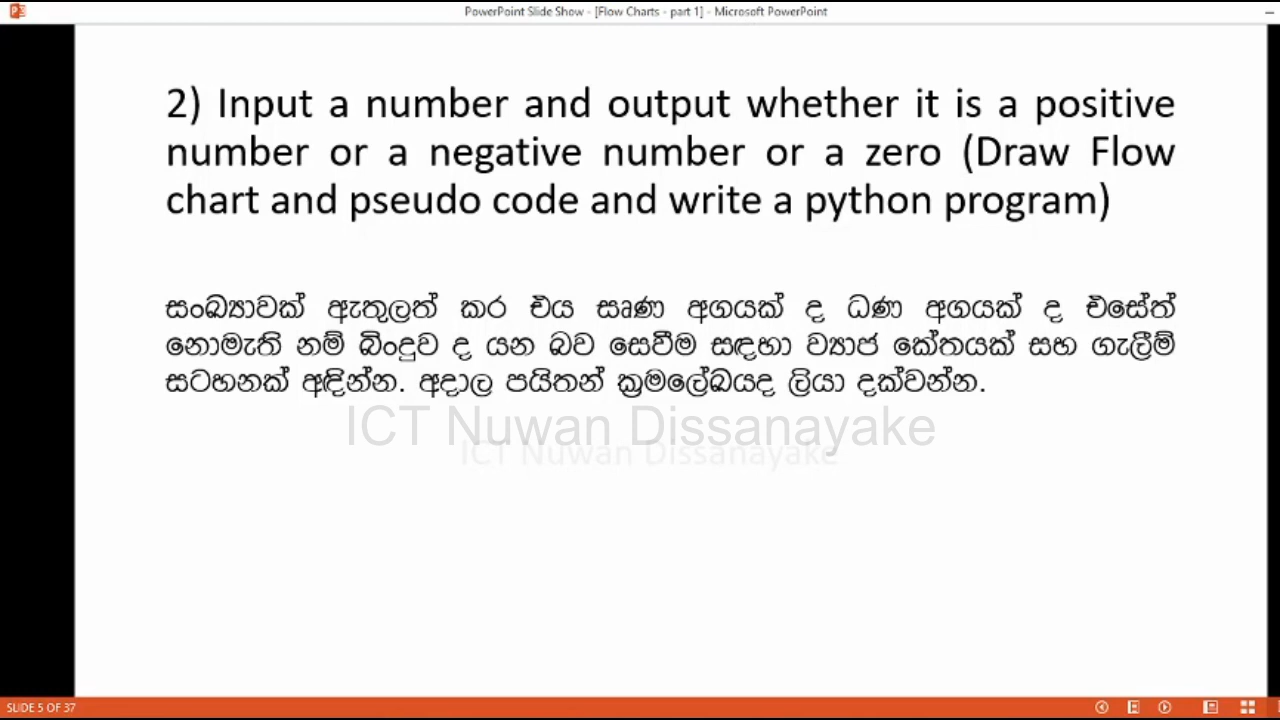 PowerPoint Slide Show - [Flow Charts - part 1] - Microsoft PowerPoint
2) Input a number and output whether it is a positive
number or a negative number or a zero (Draw Flow
chart and pseudo code and write a python program)
සංඛ්‍යාවක් ඇතුලත් කර එය සෘණ අගයක් ද ධණ අගයක් ද එසේත්
නොමැති නම් බිංදුව ද යන බව සෙවීම සඳහා ව්‍යාජ කේතයක් සහ ගැලීම්
සටහනක් අඳින්න. අදාල පයිතන් ක්‍රමලේඛයද ලියා දක්වන්න.
ICT Nuwan Dissanayake
ICT Nuwan Dissanayake
SLIDE 5 OF 37